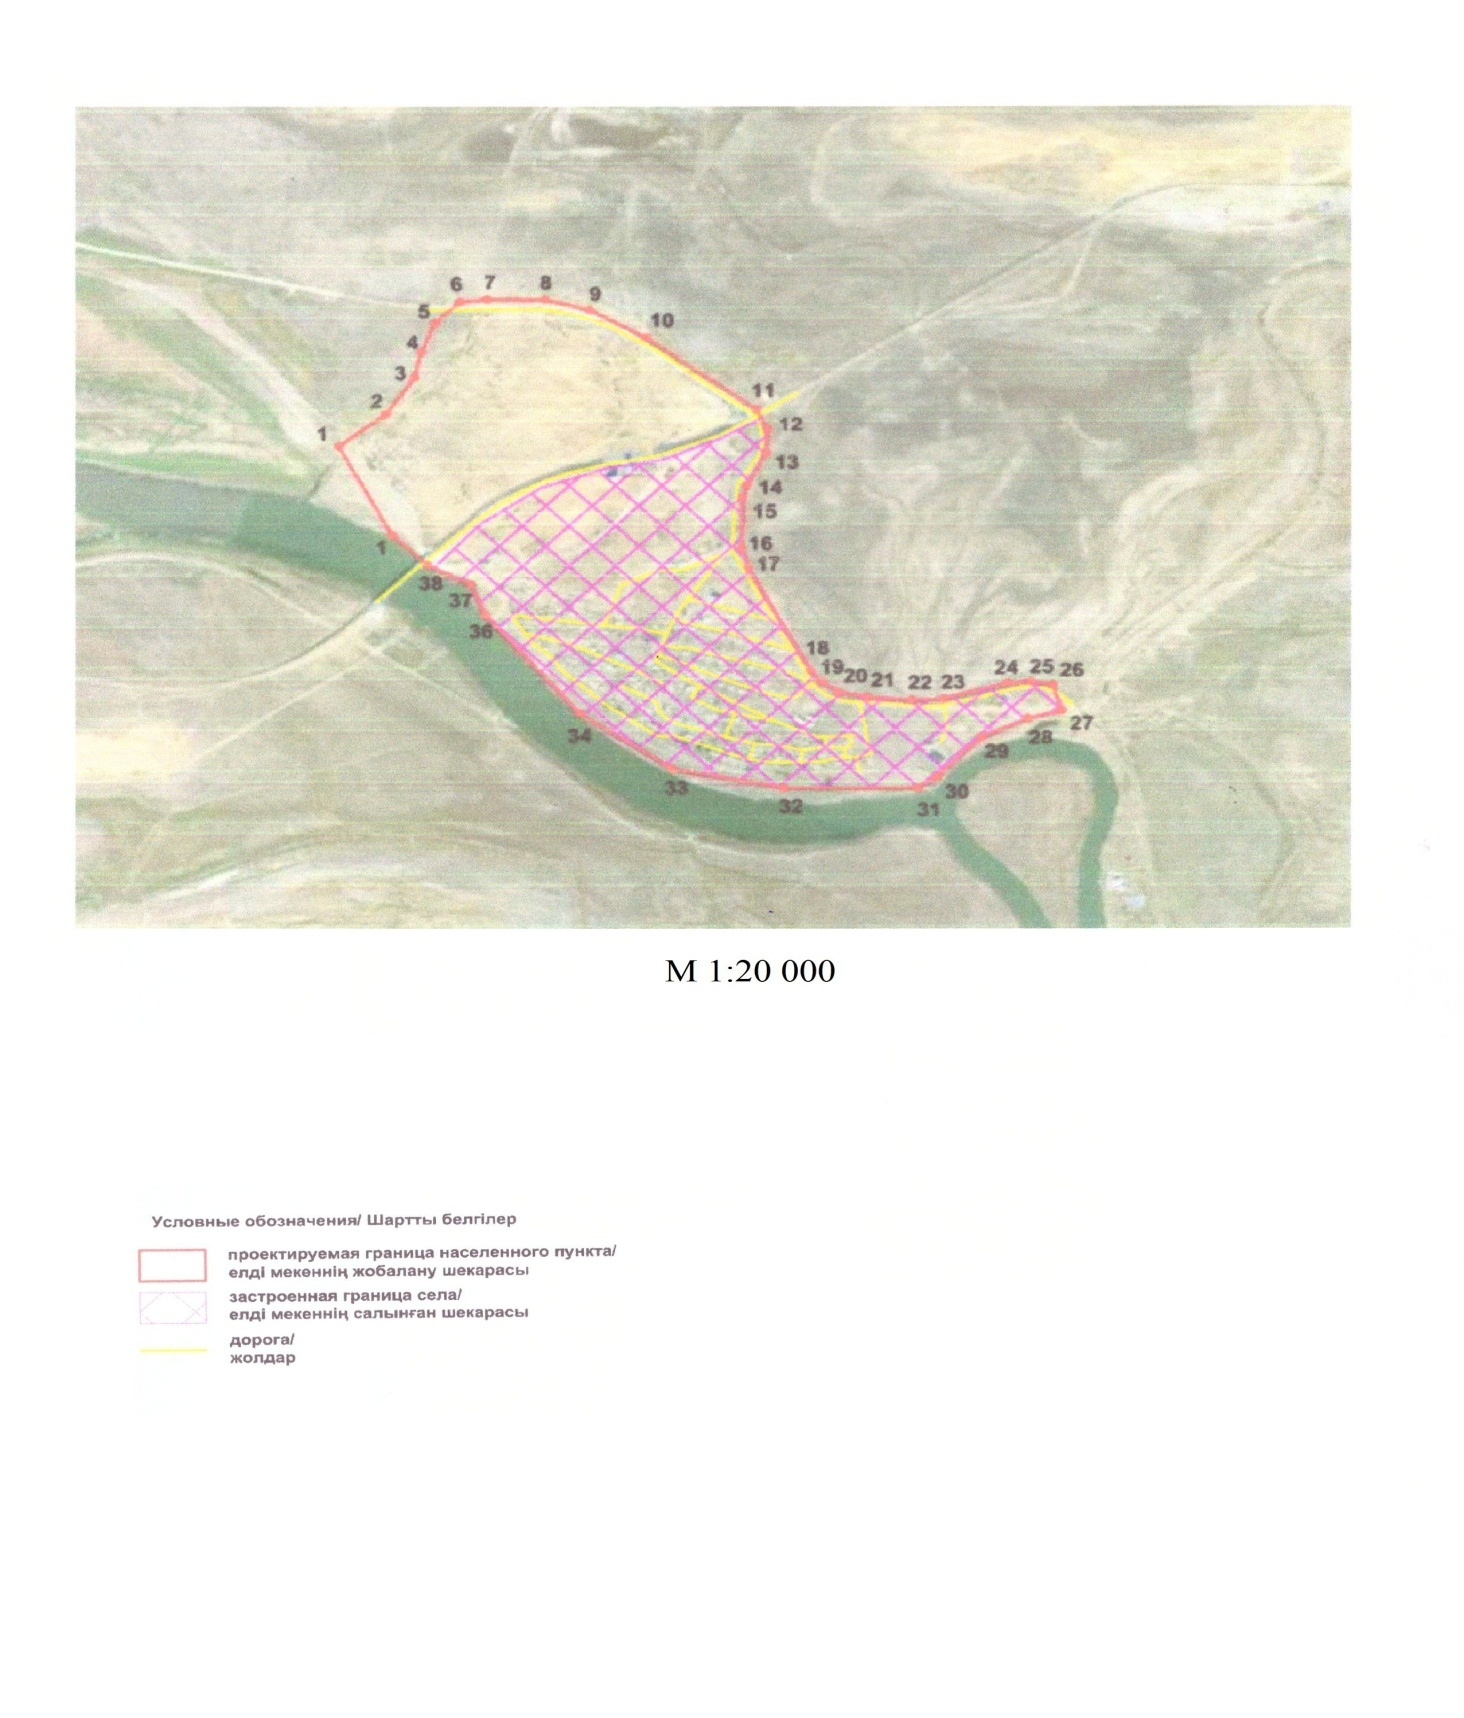 6 7 8 9
5 10
4
3 11
2 12
1 13
14
15
1 16
38 17
37
36 18
19 20 21 22 23 24 25 26
34 27
28
29
33 30
32 31
М 1:20 000
Условные обозначения/ Шартты белгілер
проектируемая граница населенного пункта/
елді мекеннің жобалану шекарасы
застроенная граница села/
елді мекеннің салынған шекарасы
дорога/
жолдар